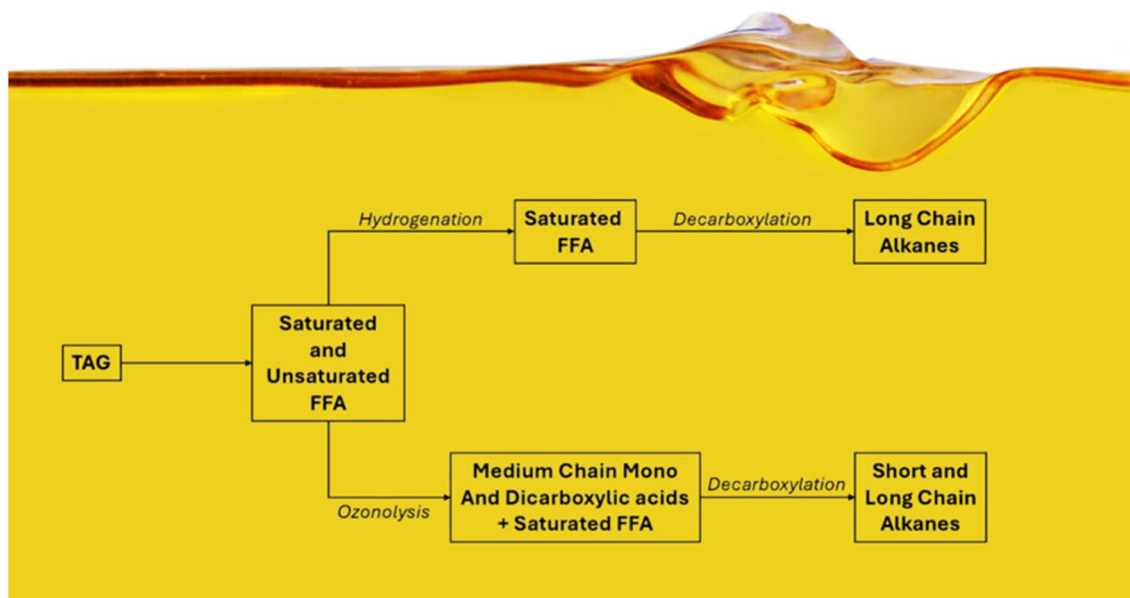 Hydrogenation
Saturated
FFA
Decarboxylation
Long Chain
Alkanes
TAG
Saturated
and
Unsaturated
FFA
Ozonolysis
Medium Chain Mono
And Dicarboxylic acids
+ Saturated FFA
Decarboxylation
Short and
Long Chain
Alkanes